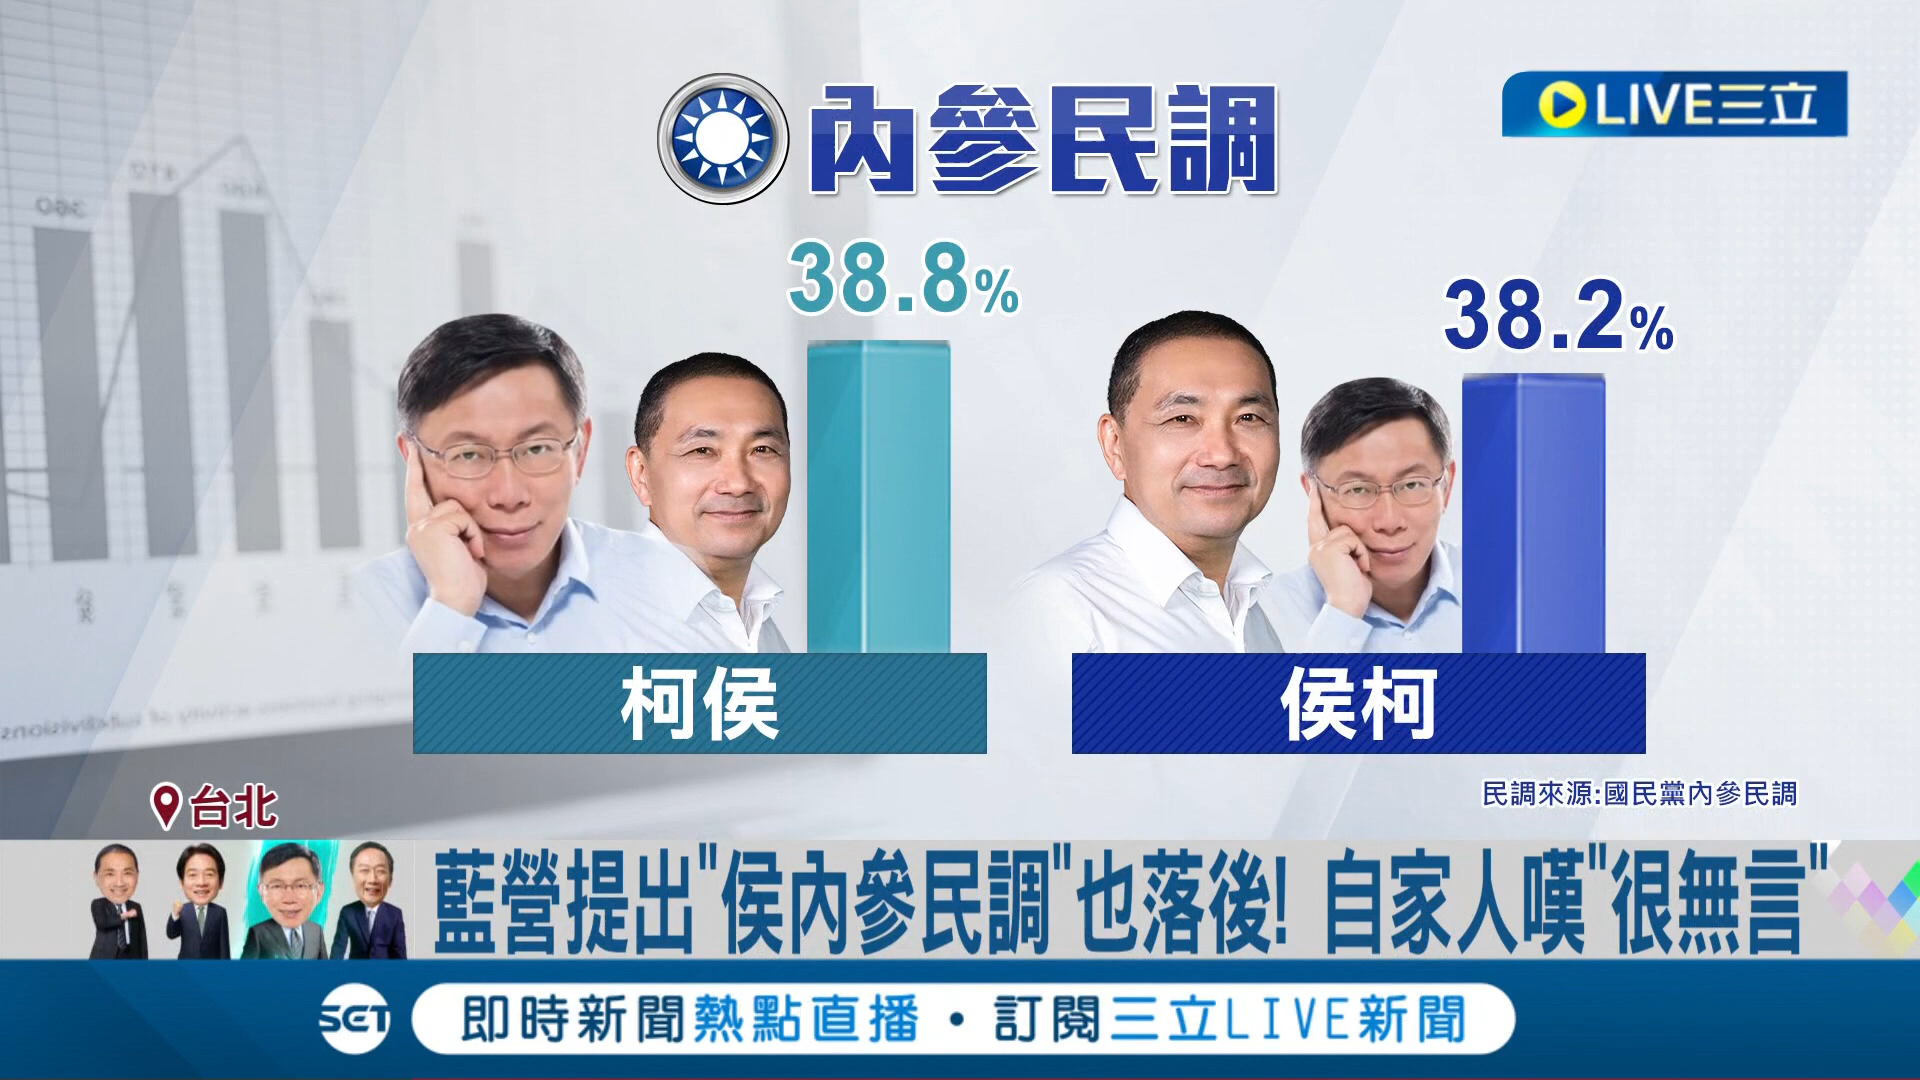 內參民調
LIVE三立
38.8%
38.2%
360
柯侯
侯柯
民調來源:國民黨內參民調
台北
藍營提出"侯內參民調"也落後! 自家人嘆"很無言"
SET
即時新聞熱點直播・訂閱三立LIVE新聞